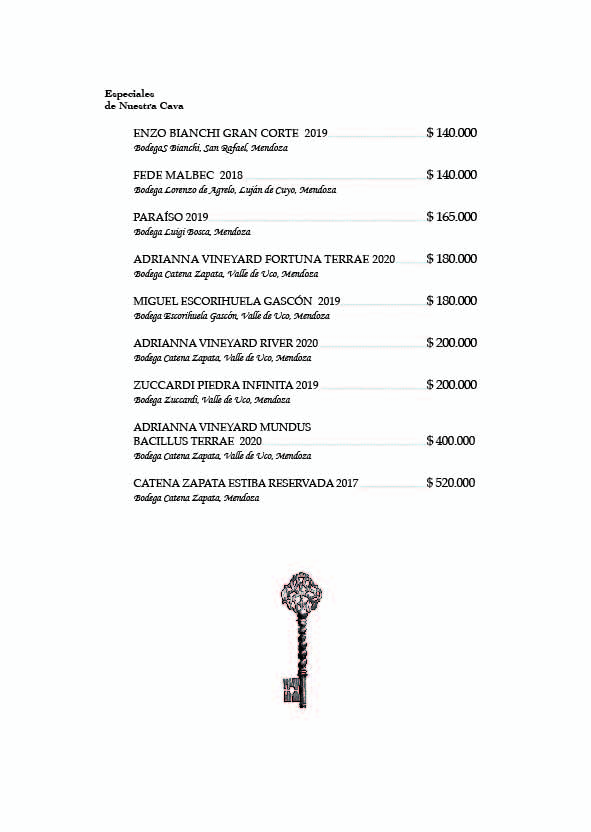 Especiales
de Nuestra Cava
ENZO BIANCHI GRAN CORTE 2019 $ 140.000
BodegaS Bianchi, San Rafael, Mendoza
FEDE MALBEC 2018 $ 140.000
Bodega Lorenzo de Agrelo, Luján de Cuyo, Mendoza
PARAÍSO 2019 $ 165.000
Bodega Luigi Bosca, Mendoza
ADRIANNA VINEYARD FORTUNA TERRAE 2020 $ 180.000
Bodega Catena Zapata, Valle de Uco, Mendoza
MIGUEL ESCORIHUELA GASCÓN 2019 $ 180.000
Bodega Escorihuela Gascón, Valle de Uco, Mendoza
ADRIANNA VINEYARD RIVER 2020 $ 200.000
Bodega Catena Zapata, Valle de Uco, Mendoza
ZUCCARDI PIEDRA INFINITA 2019 $ 200.000
Bodega Zuccardi, Valle de Uco, Mendoza
ADRIANNA VINEYARD MUNDUS
BACILLUS TERRAE 2020 $ 400.000
Bodega Catena Zapata, Valle de Uco, Mendoza
CATENA ZAPATA ESTIBA RESERVADA 2017 $ 520.000
Bodega Catena Zapata, Mendoza